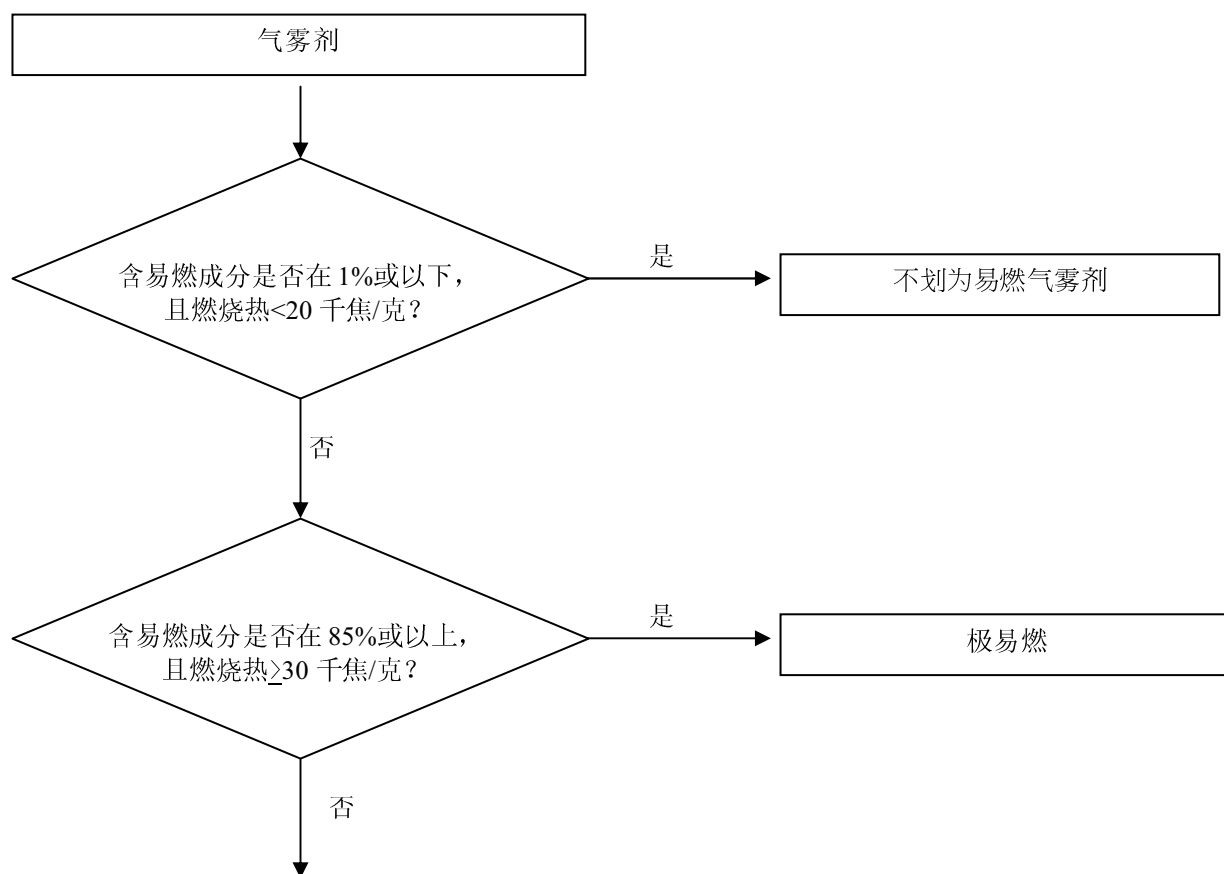 气雾剂
含易燃成分是否在 1%或以下，
且燃烧热<20 千焦/克？
是
不划为易燃气雾剂
否
含易燃成分是否在 85%或以上，
且燃烧热≥30 千焦/克？
是
极易燃
否